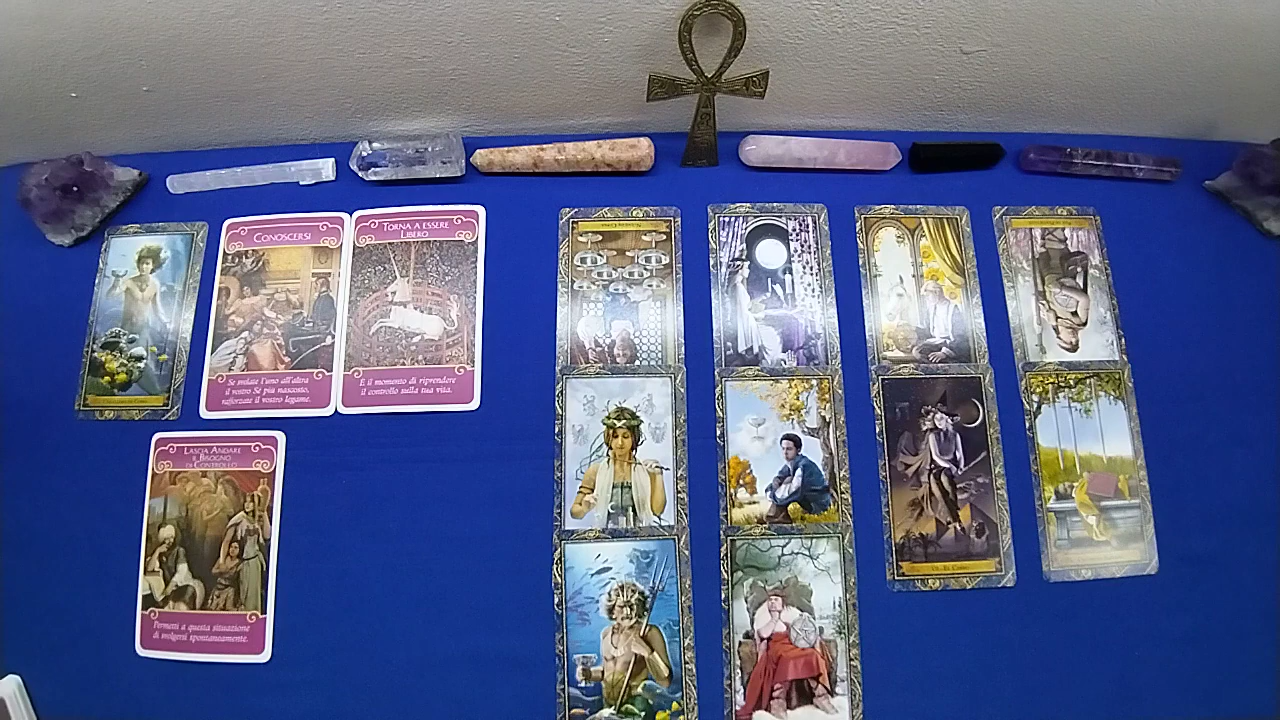 CONOSCERSI
Se svelate l'uno all'altra
il vostro Sé più nascosto,
rafforzate il vostro legame.
TORNA A ESSERE
LIBERO
È il momento di riprendere
il controllo sulla tua vita.
LASCIA ANDARE
IL BISOGNO
DI CONTROLLO
Permetti a questa situazione
di svolgersi spontaneamente.